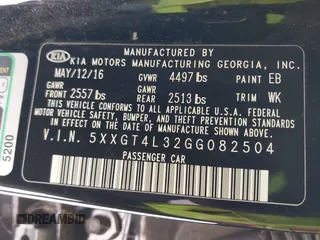 KIA
MANUFACTURED BY
KIA MOTORS MANUFACTURING GEORGIA, INC.
MAY/12/16 GVWR 4497 lbs PAINT EB
GAWR FRONT 2557 lbs GAWR REAR 2513 lbs TRIM WK
THIS VEHICLE CONFORMS TO ALL APPLICABLE U.S. FEDERAL MOTOR
VEHICLE SAFETY, BUMPER, AND THEFT PREVENTION
STANDARDS IN EFFECT ON THE DATE OF MANUFACTURE
SHOWN ABOVE.
V.I.N. 5XXGT4L32GG082504
PASSENGER CAR
5200
DREAMBID